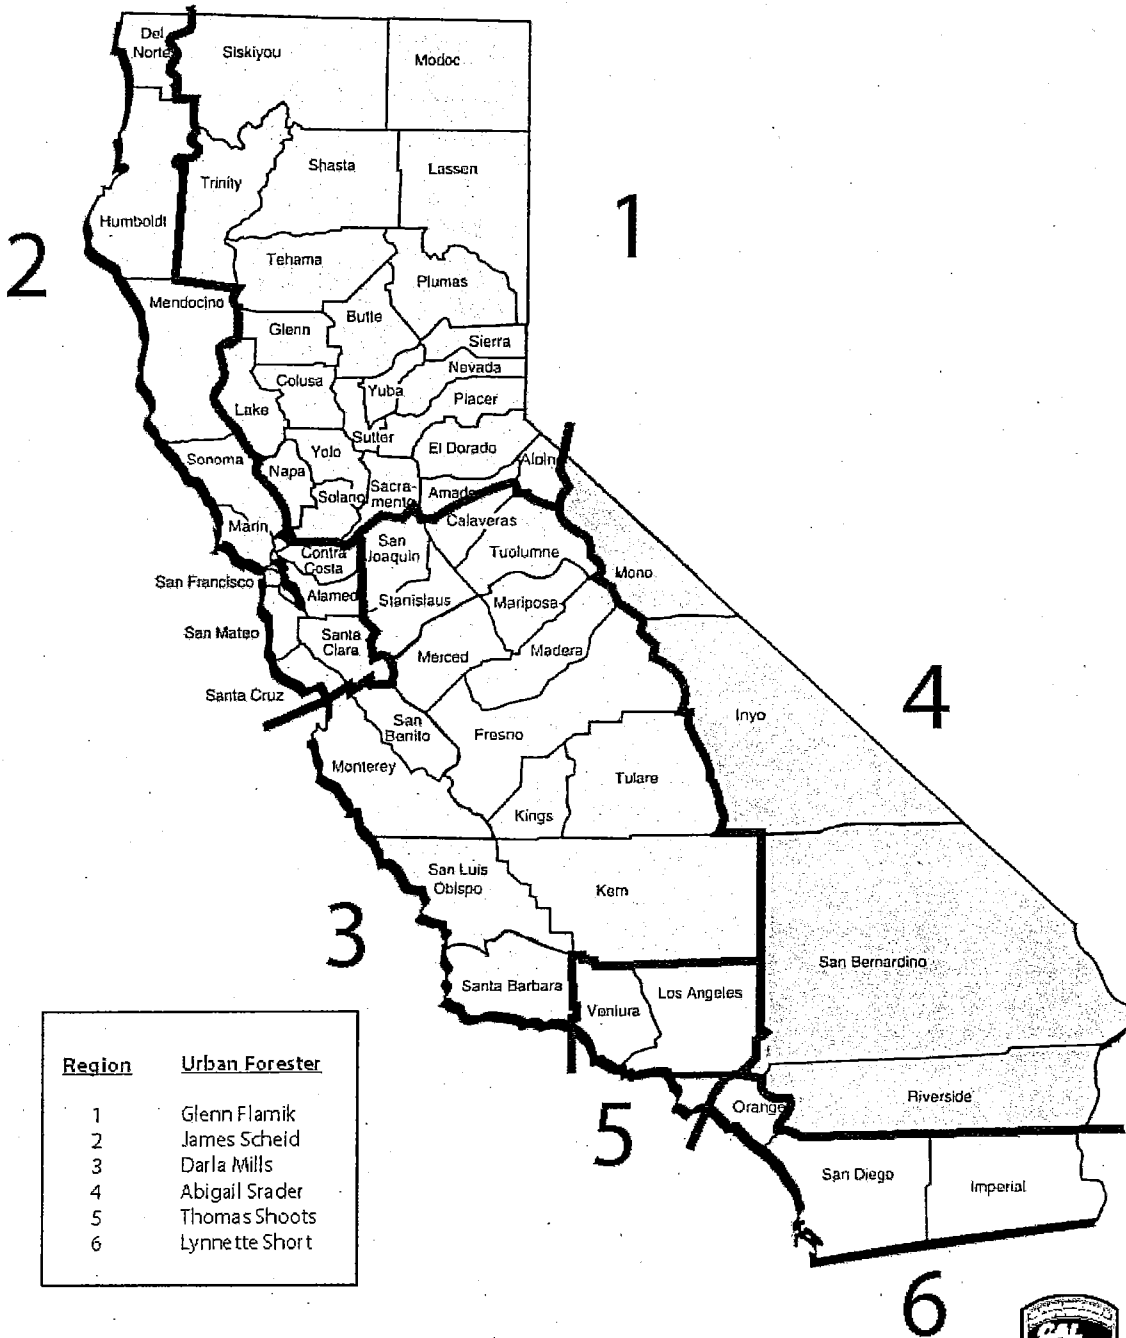 Del
Norte
Siskiyou
Modoc
Shasta
Lassen
Trinity
1
Humboldt
2
Tehama
Plumas
Mendocino
Butte
Glenn
Sierra
Nevada
Colusa
Yuba
Placer
Lake
Sutter
El Dorado
Yolo
Sonoma
Alpin
Napa
Sacra-
mento
Solano
Amado
Marin
Calaveras
San
Joaquin
Contra
Costa
Tuolumne
Mono
San Francisco
Alamed
Stanislaus
Mariposa
San Mateo
Santa
Clara
Merced
Madera
Santa Cruz
4
Inyo
San
Benito
Fresno
Monterey
Tulare
Kings
San Luis
Obispo
Kern
3
San Bernardino
Santa Barbara
Ventura
Los Angeles
Region Urban Forester
1 Glenn Flamik
2 James Scheid
3 Darla Mills
4 Abigail Srader
5 Thomas Shoots
6 Lynnette Short
Riverside
Orange
5
San Diego
Imperial
6
CAL